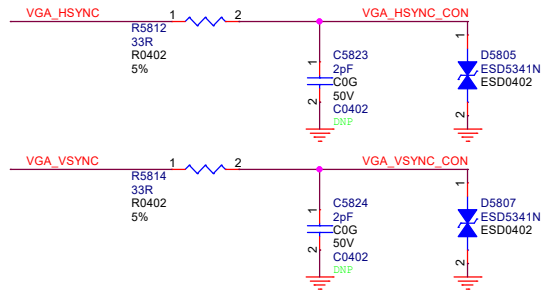 VGA_HSYNC 1 2 VGA_HSYNC_CON
R5812
33R
R0402
5%
1
2
C5823
2pF
C0G
50V
C0402
DNP
1
2
D5805
ESD5341N
ESD0402
VGA_VSYNC 1 2 VGA_VSYNC_CON
R5814
33R
R0402
5%
1
2
C5824
2pF
C0G
50V
C0402
DNP
1
2
D5807
ESD5341N
ESD0402